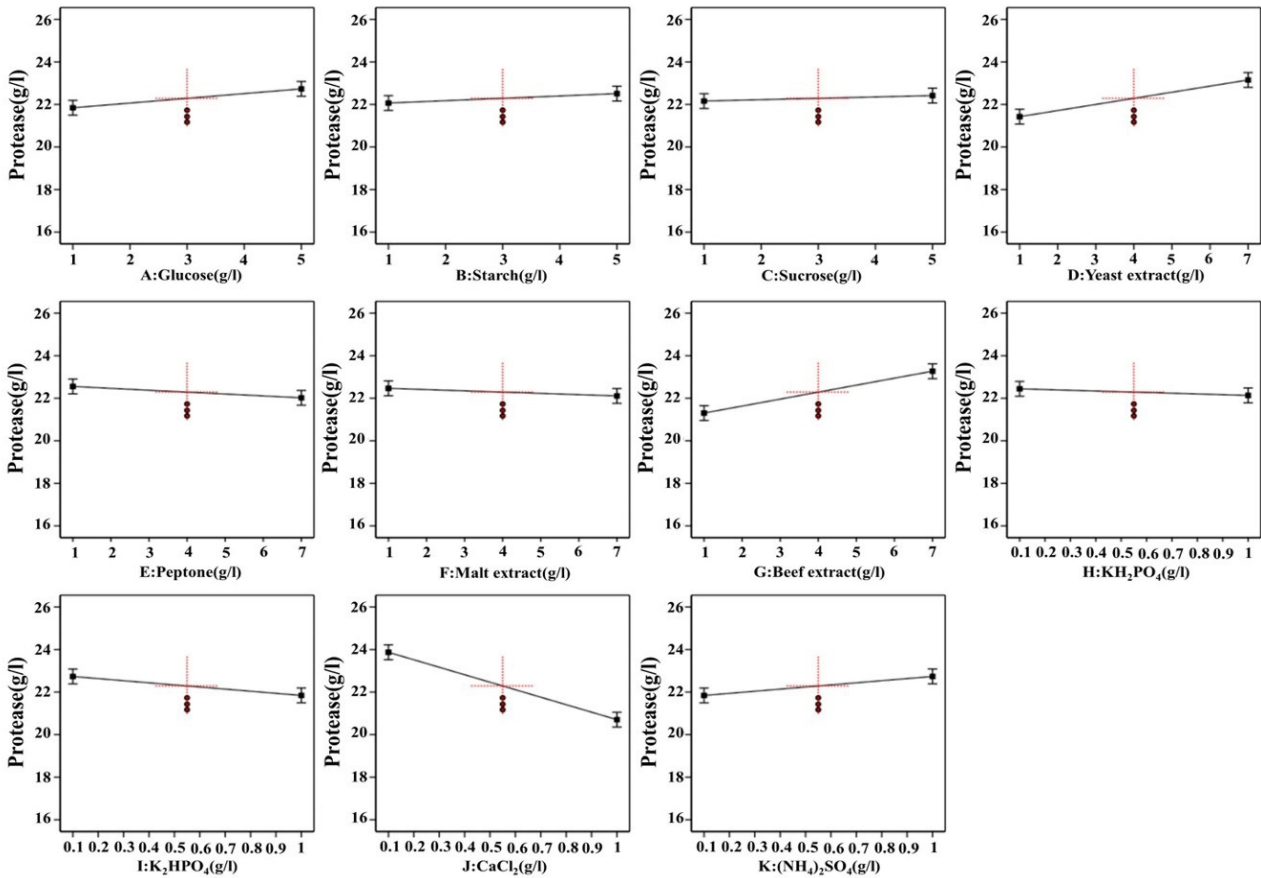 26
24
22
20
18
16
Protease(g/l)
1 2 3 4 5
A:Glucose(g/l)
26
24
22
20
18
16
Protease(g/l)
1 2 3 4 5
B:Starch(g/l)
26
24
22
20
18
16
Protease(g/l)
1 2 3 4 5
C:Sucrose(g/l)
26
24
22
20
18
16
Protease(g/l)
1 2 3 4 5 6 7
D:Yeast extract(g/l)
26
24
22
20
18
16
Protease(g/l)
1 2 3 4 5 6 7
E:Peptone(g/l)
26
24
22
20
18
16
Protease(g/l)
1 2 3 4 5 6 7
F:Malt extract(g/l)
26
24
22
20
18
16
Protease(g/l)
1 2 3 4 5 6 7
G:Beef extract(g/l)
26
24
22
20
18
16
Protease(g/l)
0.1 0.2 0.3 0.4 0.5 0.6 0.7 0.8 0.9 1
H:KH₂PO₄(g/l)
26
24
22
20
18
16
Protease(g/l)
0.1 0.2 0.3 0.4 0.5 0.6 0.7 0.8 0.9 1
I:K₂HPO₄(g/l)
26
24
22
20
18
16
Protease(g/l)
0.1 0.2 0.3 0.4 0.5 0.6 0.7 0.8 0.9 1
J:CaCl₂(g/l)
26
24
22
20
18
16
Protease(g/l)
0.1 0.2 0.3 0.4 0.5 0.6 0.7 0.8 0.9 1
K:(NH₄)₂SO₄(g/l)